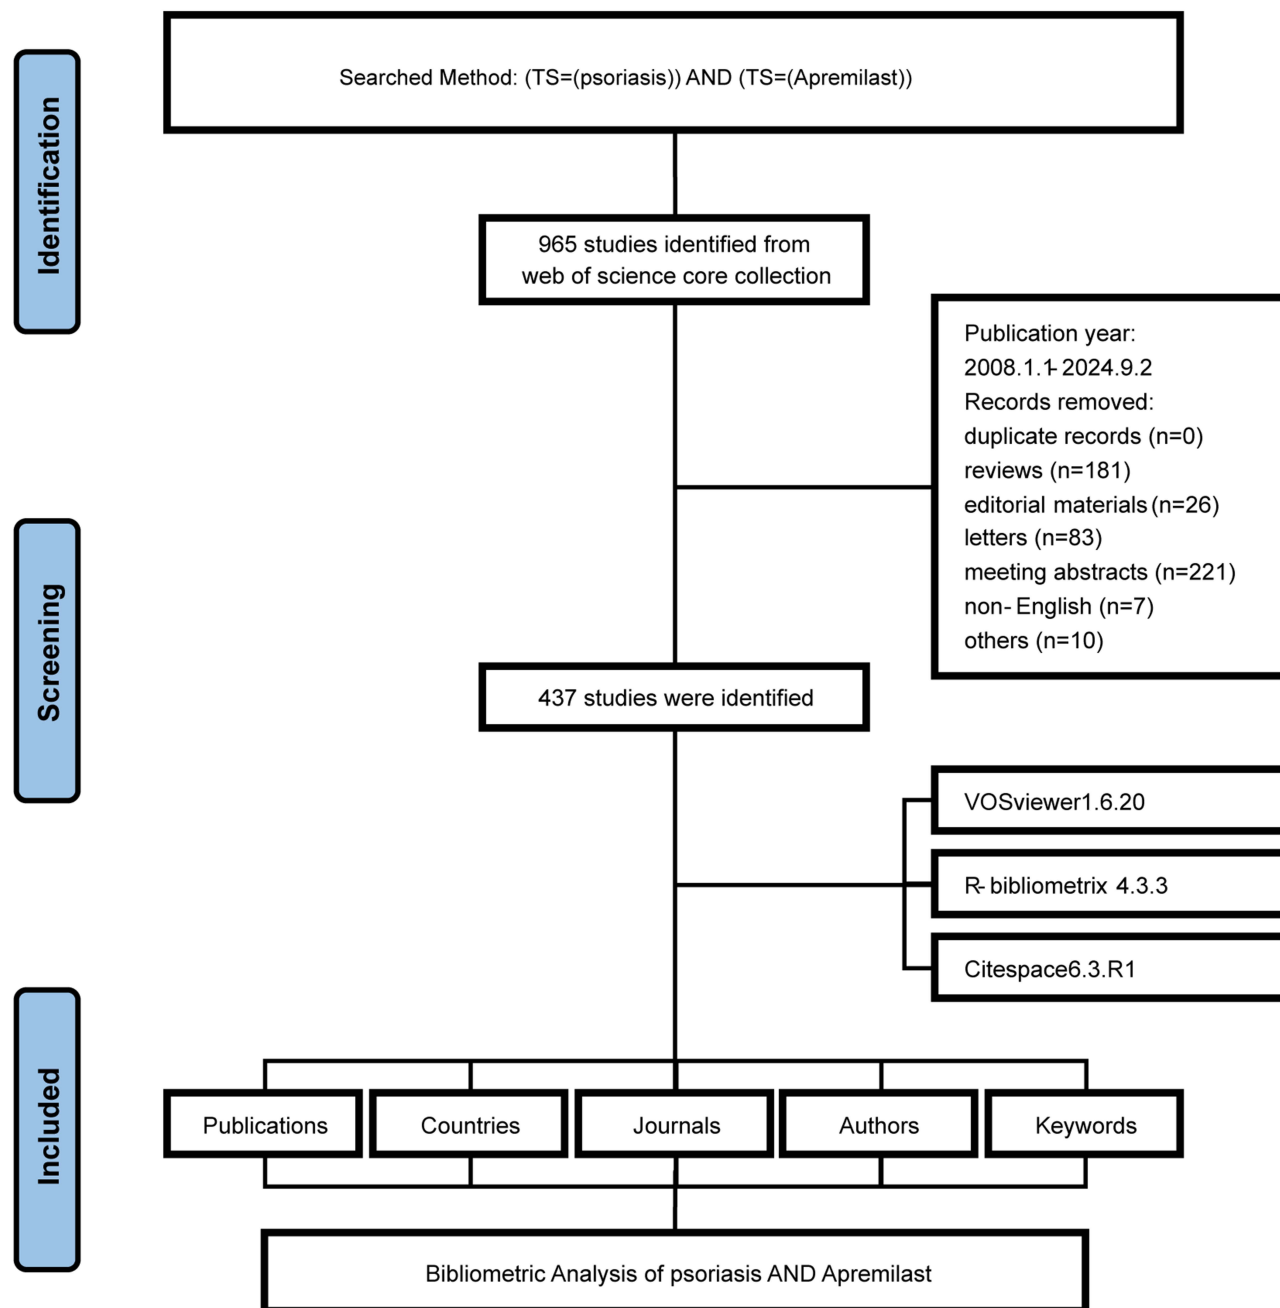 Identification
Searched Method: (TS=(psoriasis)) AND (TS=(Apremilast))
965 studies identified from
web of science core collection
Publication year:
2008.1.1-2024.9.2
Records removed:
duplicate records (n=0)
reviews (n=181)
editorial materials (n=26)
letters (n=83)
meeting abstracts (n=221)
non-English (n=7)
others (n=10)
Screening
437 studies were identified
VOSviewer1.6.20
R-bibliometrix 4.3.3
Citespace6.3.R1
Included
Publications
Countries
Journals
Authors
Keywords
Bibliometric Analysis of psoriasis AND Apremilast